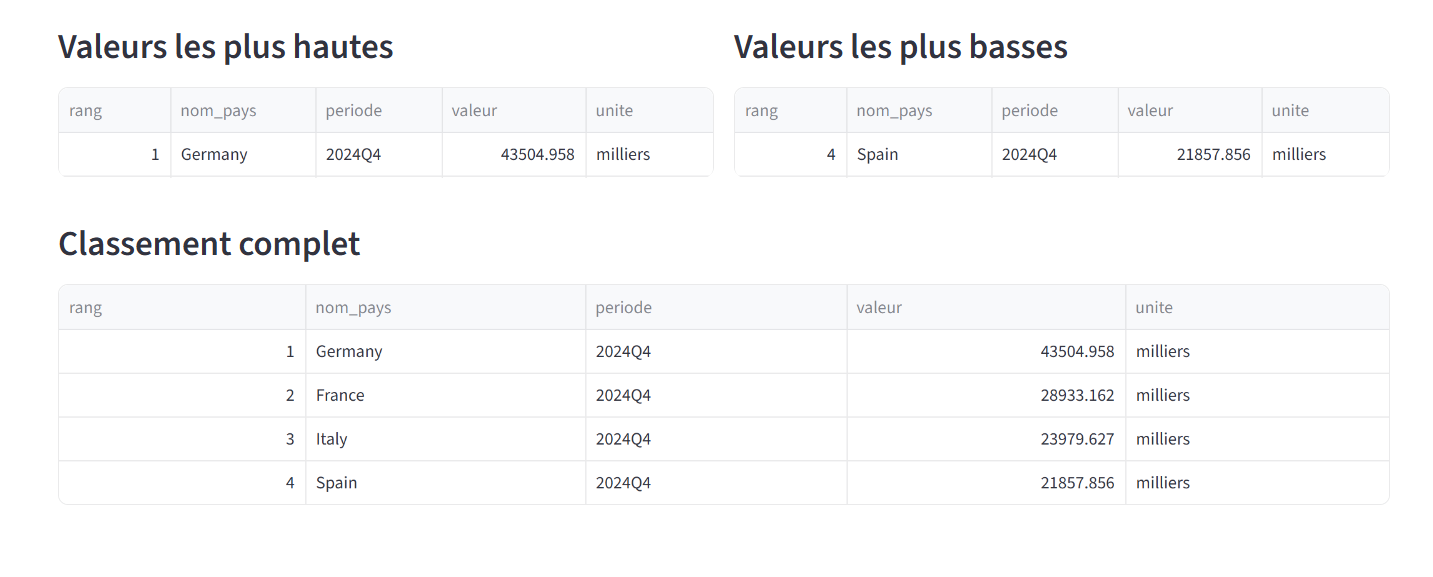 Valeurs les plus hautes
rang nom_pays periode valeur unite
1 Germany 2024Q4 43504.958 milliers
Valeurs les plus basses
rang nom_pays periode valeur unite
4 Spain 2024Q4 21857.856 milliers
Classement complet
rang nom_pays periode valeur unite
1 Germany 2024Q4 43504.958 milliers
2 France 2024Q4 28933.162 milliers
3 Italy 2024Q4 23979.627 milliers
4 Spain 2024Q4 21857.856 milliers